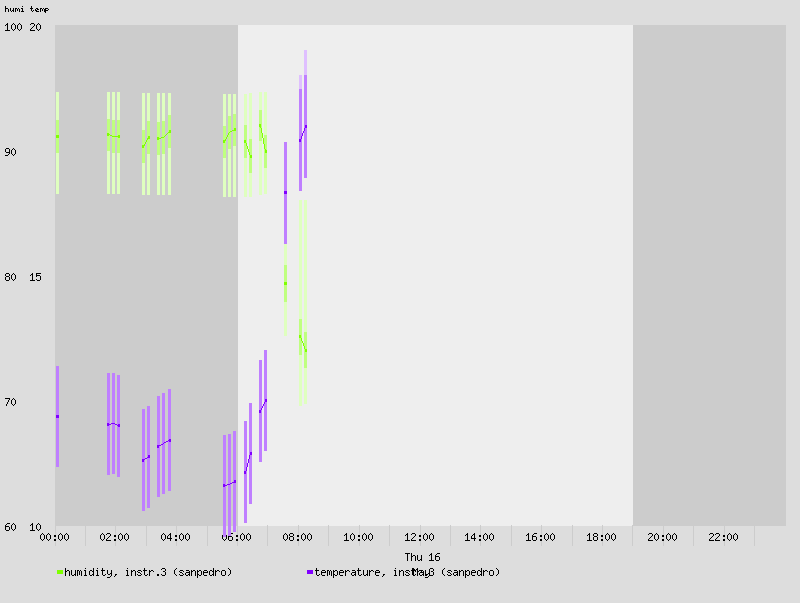 humi temp
100 20
90
80 15
70
60 10
00:00 02:00 04:00 06:00 08:00 10:00 12:00 14:00 16:00 18:00 20:00 22:00
Thu 16
humidity, instr.3 (sanpedro) temperature, instr.3 (sanpedro)
May